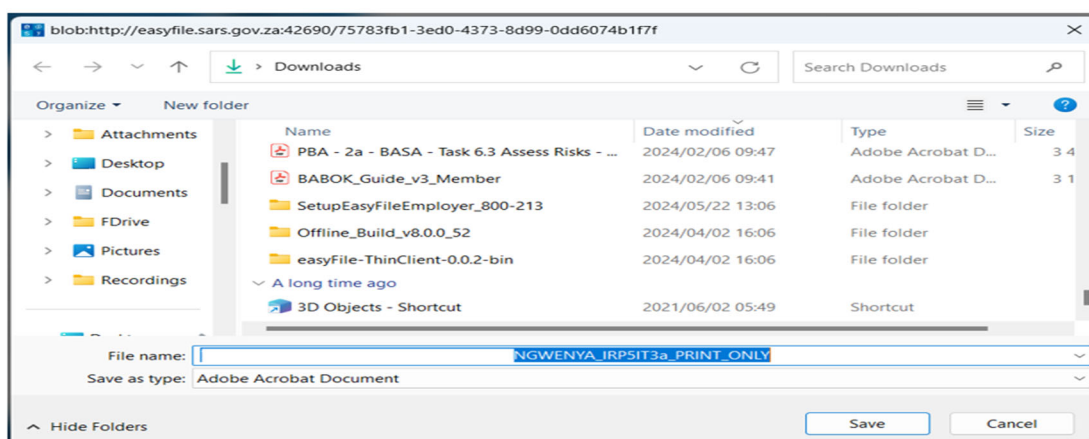 blob:http://easyfile.sars.gov.za:42690/75783fb1-3ed0-4373-8d99-0dd6074b1f7f
Downloads
Search Downloads
Organize
New folder
Name Date modified Type Size
Attachments
Desktop
Documents
FDrive
Pictures
Recordings
PBA - 2a - BASA - Task 6.3 Assess Risks - ... 2024/02/06 09:47 Adobe Acrobat D... 3 4
BABOK_Guide_v3_Member 2024/02/06 09:41 Adobe Acrobat D... 3 1
SetupEasyFileEmployer_800-213 2024/05/22 13:06 File folder
Offline_Build_v8.0.0_52 2024/04/02 16:06 File folder
easyFile-ThinClient-0.0.2-bin 2024/04/02 16:06 File folder
A long time ago
3D Objects - Shortcut 2021/06/02 05:49 Shortcut
File name: NGWENYA_IRP5IT3a_PRINT_ONLY
Save as type: Adobe Acrobat Document
Hide Folders
Save
Cancel